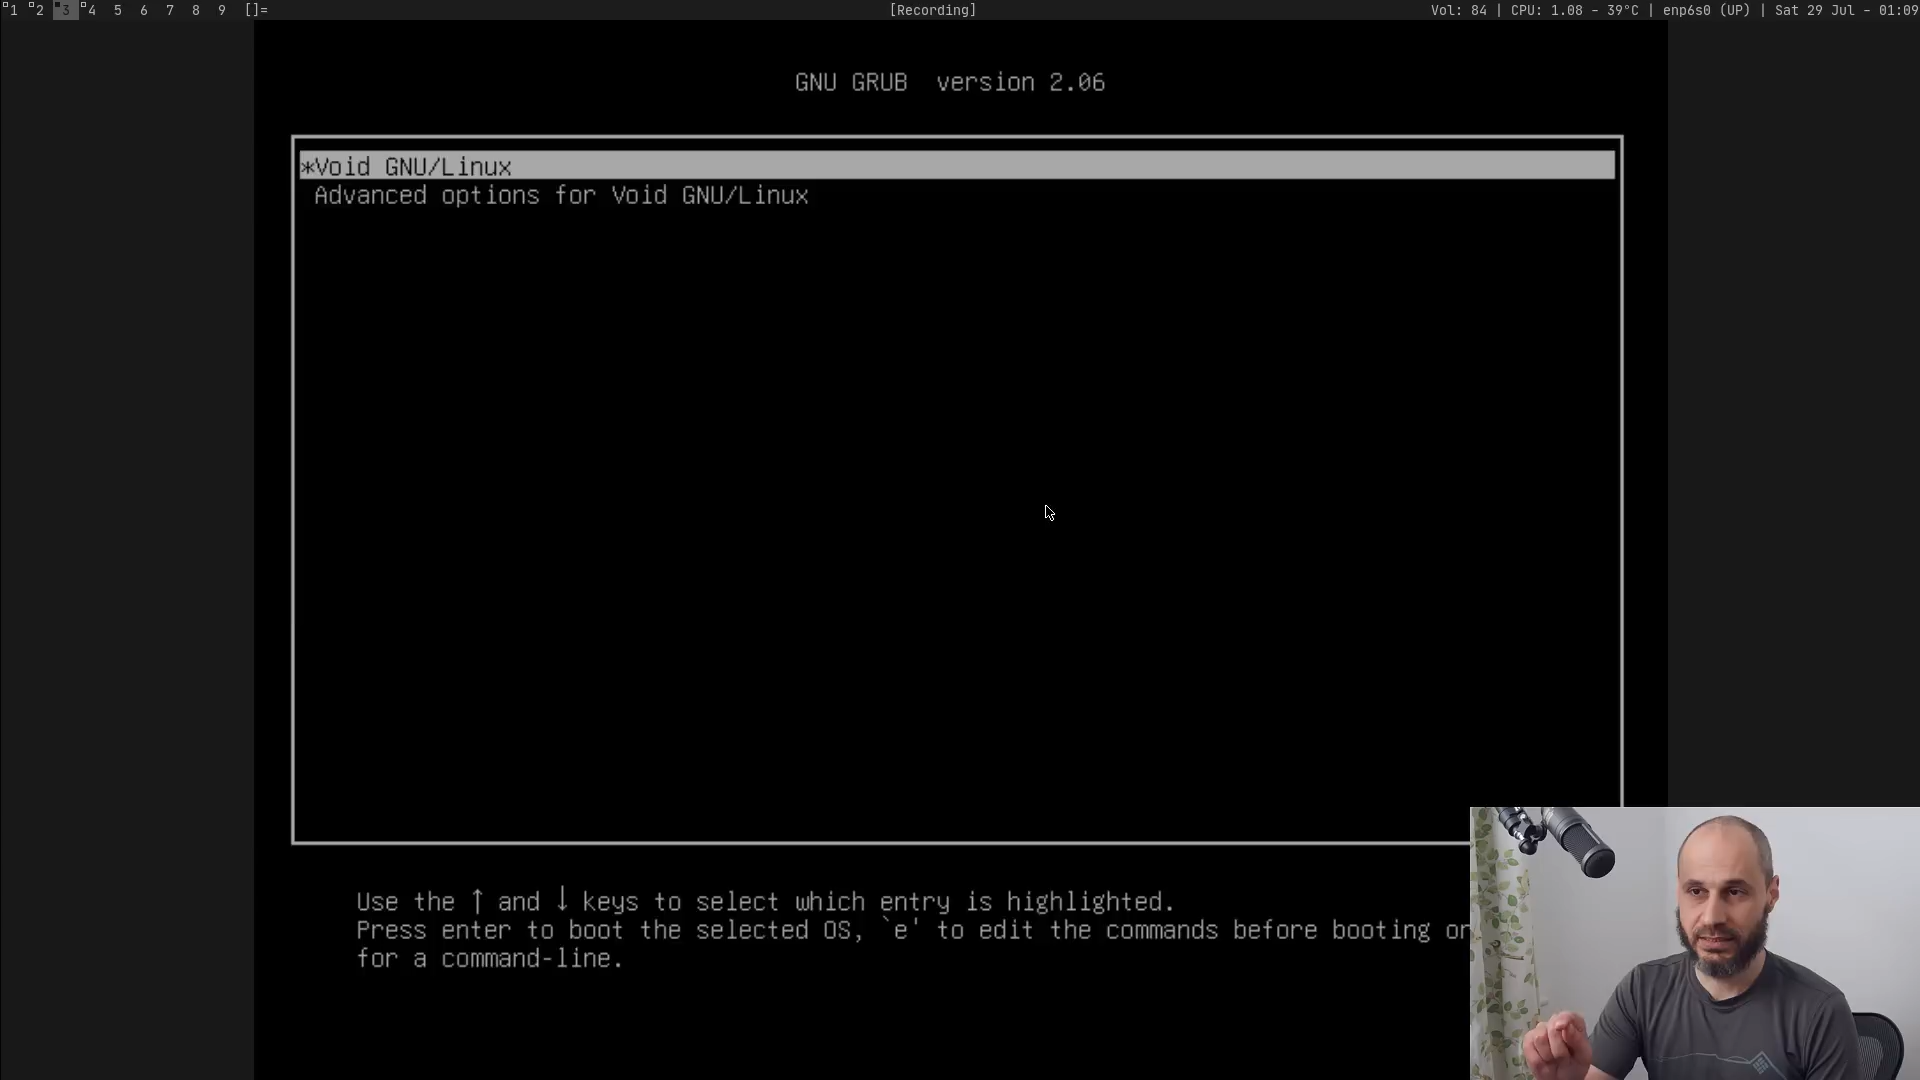 1 2 3 4 5 6 7 8 9 []= [Recording] Vol: 84 | CPU: 1.08 - 39°C | enp6s0 (UP) | Sat 29 Jul - 01:09
GNU GRUB version 2.06
*Void GNU/Linux
Advanced options for Void GNU/Linux
Use the ↑ and ↓ keys to select which entry is highlighted.
Press enter to boot the selected OS, `e' to edit the commands before booting or
for a command-line.